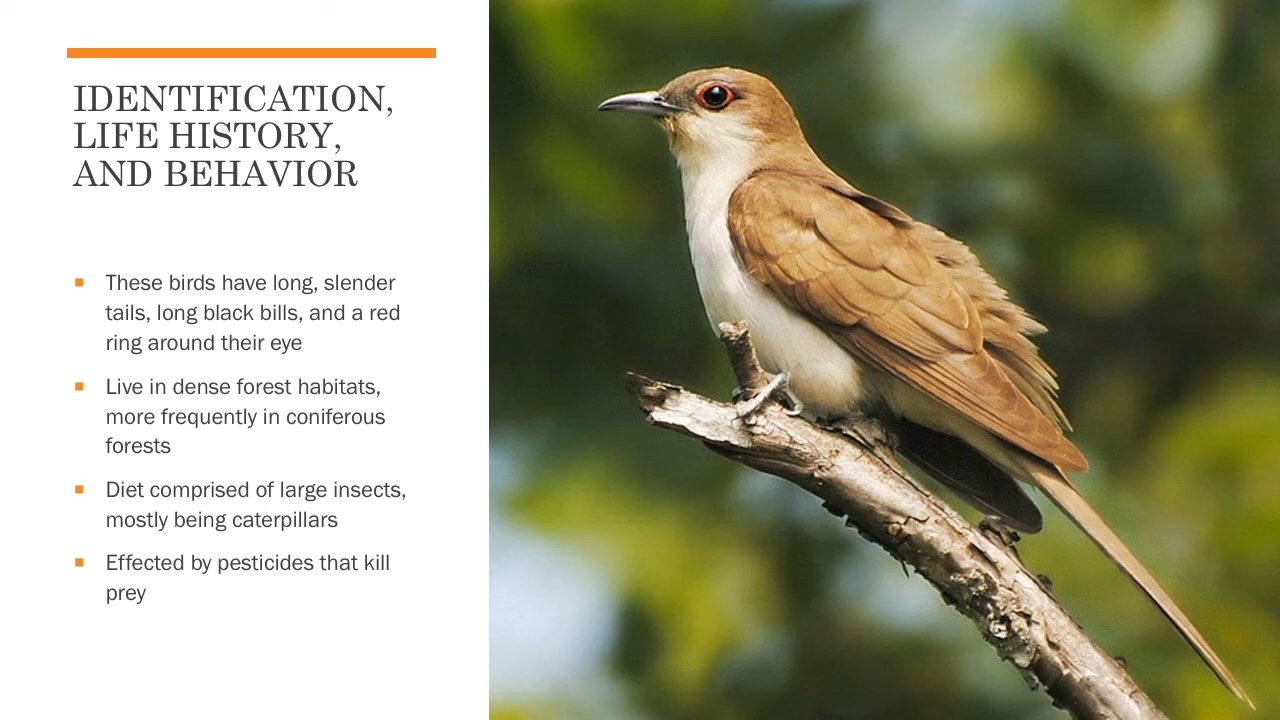 IDENTIFICATION,
LIFE HISTORY,
AND BEHAVIOR
These birds have long, slender
tails, long black bills, and a red
ring around their eye
Live in dense forest habitats,
more frequently in coniferous
forests
Diet comprised of large insects,
mostly being caterpillars
Effected by pesticides that kill
prey